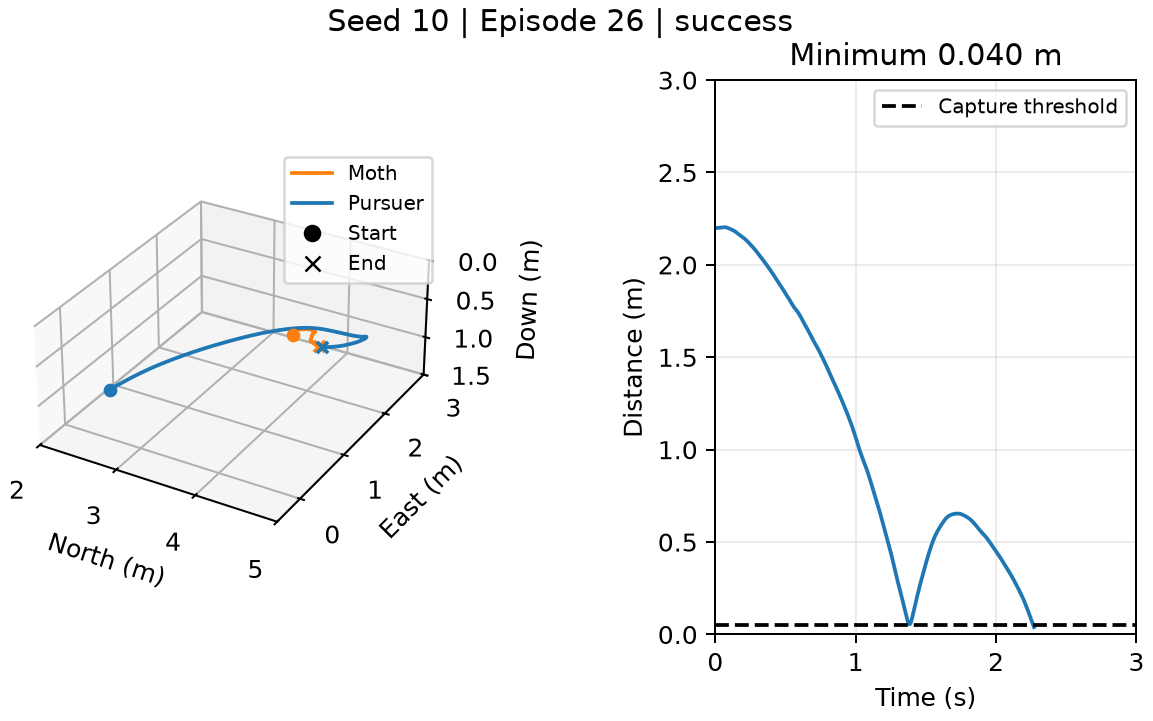 Seed 10 | Episode 26 | success
Moth
Pursuer
Start
End
0.0
0.5
1.0
1.5
Down (m)
3
2
1
0
East (m)
2
3
4
5
North (m)
Minimum 0.040 m
Capture threshold
3.0
2.5
2.0
1.5
1.0
0.5
0.0
Distance (m)
0
1
2
3
Time (s)